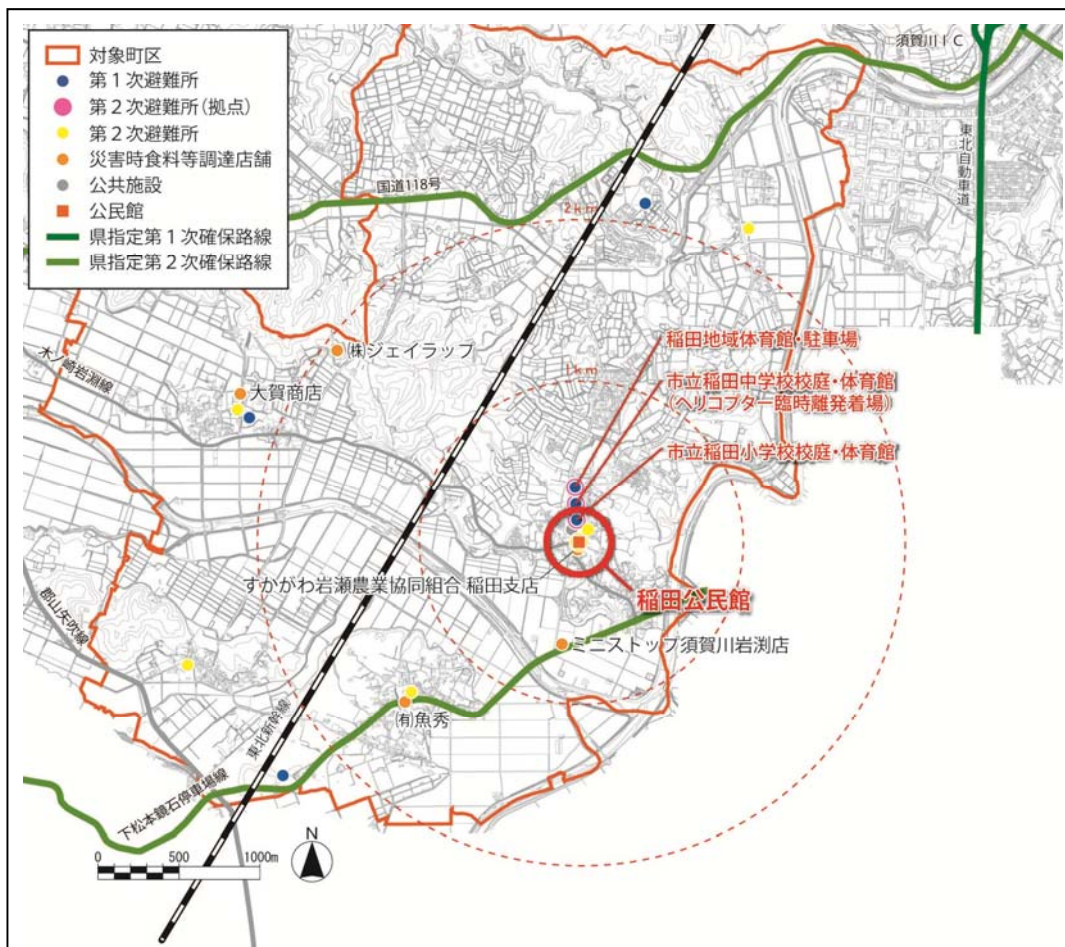 対象町区
第１次避難所
第２次避難所（拠点）
第２次避難所
災害時食料等調達店舗
公共施設
公民館
県指定第１次確保路線
県指定第２次確保路線
須賀川ＩＣ
東北自動車道
国道118号
２ｋｍ
１ｋｍ
稲田地域体育館・駐車場
㈱ジェイラップ
市立稲田中学校校庭・体育館
（ヘリコプター臨時離発着場）
木ノ崎岩淵線
大賀商店
市立稲田小学校校庭・体育館
すかがわ岩瀬農業協同組合 稲田支店
稲田公民館
郡山矢吹線
ミニストップ須賀川岩渕店
㈲魚秀
東北新幹線
下松本鏡石停車場線
0 500 1000m
N